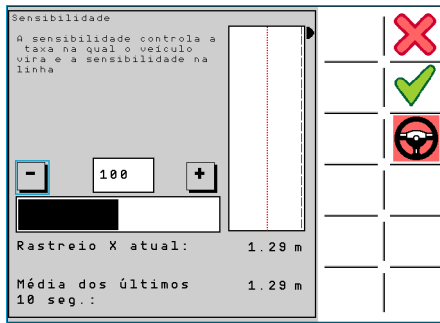 Sensibilidade
A sensibilidade controla a
taxa na qual o veículo
vira e a sensibilidade na
linha
-
100
+
Rastreio X atual: 1.29 m
Média dos últimos 1.29 m
10 seg.: